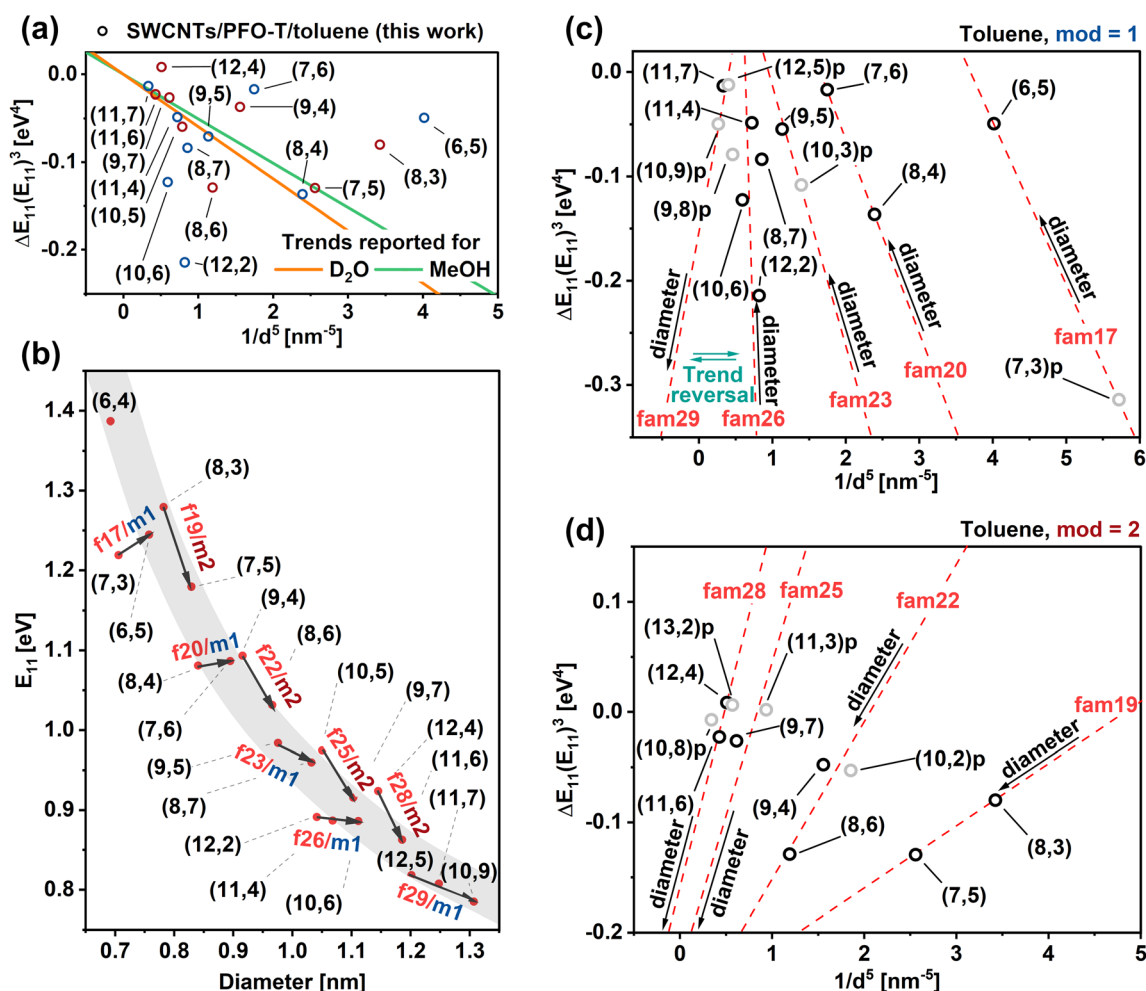 (a)
SWCNTs/PFO-T/toluene (this work)
ΔE₁₁(E₁₁)³ [eV⁴]
0.0
-0.1
-0.2
(12,4)
(7,6)
(9,5)
(9,4)
(11,7)
(11,6)
(9,7)
(11,4)
(10,5)
(10,6)
(8,7)
(8,6)
(12,2)
(8,4)
(7,5)
(8,3)
(6,5)
Trends reported for
D₂O
MeOH
0 1 2 3 4 5
1/d⁵ [nm⁻⁵]
(b)
E₁₁ [eV]
1.4
1.3
1.2
1.1
1.0
0.9
0.8
(6,4)
(8,3)
f17/m1
f19/m2
(7,3)
(7,5)
(6,5)
(9,4)
f20/m1
(8,6)
f22/m2
(8,4)
(10,5)
(7,6)
(9,7)
f23/m1
f25/m2
(12,4)
(9,5)
f28/m2
(11,6)
(8,7)
(11,7)
(12,2)
f26/m1
(12,5)
(10,9)
(11,4)
f29/m1
(10,6)
0.7 0.8 0.9 1.0 1.1 1.2 1.3
Diameter [nm]
(c)
Toluene, mod = 1
ΔE₁₁(E₁₁)³ [eV⁴]
0.0
-0.1
-0.2
-0.3
(11,7)
(12,5)p
(7,6)
(6,5)
(11,4)
(9,5)
(10,3)p
(10,9)p
(8,4)
(9,8)p
(8,7)
(10,6)
(12,2)
(7,3)p
diameter
diameter
diameter
diameter
diameter
Trend
reversal
fam29
fam26
fam23
fam20
fam17
0 1 2 3 4 5 6
1/d⁵ [nm⁻⁵]
(d)
Toluene, mod = 2
ΔE₁₁(E₁₁)³ [eV⁴]
0.1
0.0
-0.1
-0.2
fam28
fam25
fam22
fam19
(13,2)p
(11,3)p
(12,4)
(9,7)
(10,8)p
(10,2)p
(11,6)
(9,4)
(8,6)
(8,3)
(7,5)
diameter
diameter
diameter
diameter
0 1 2 3 4 5
1/d⁵ [nm⁻⁵]